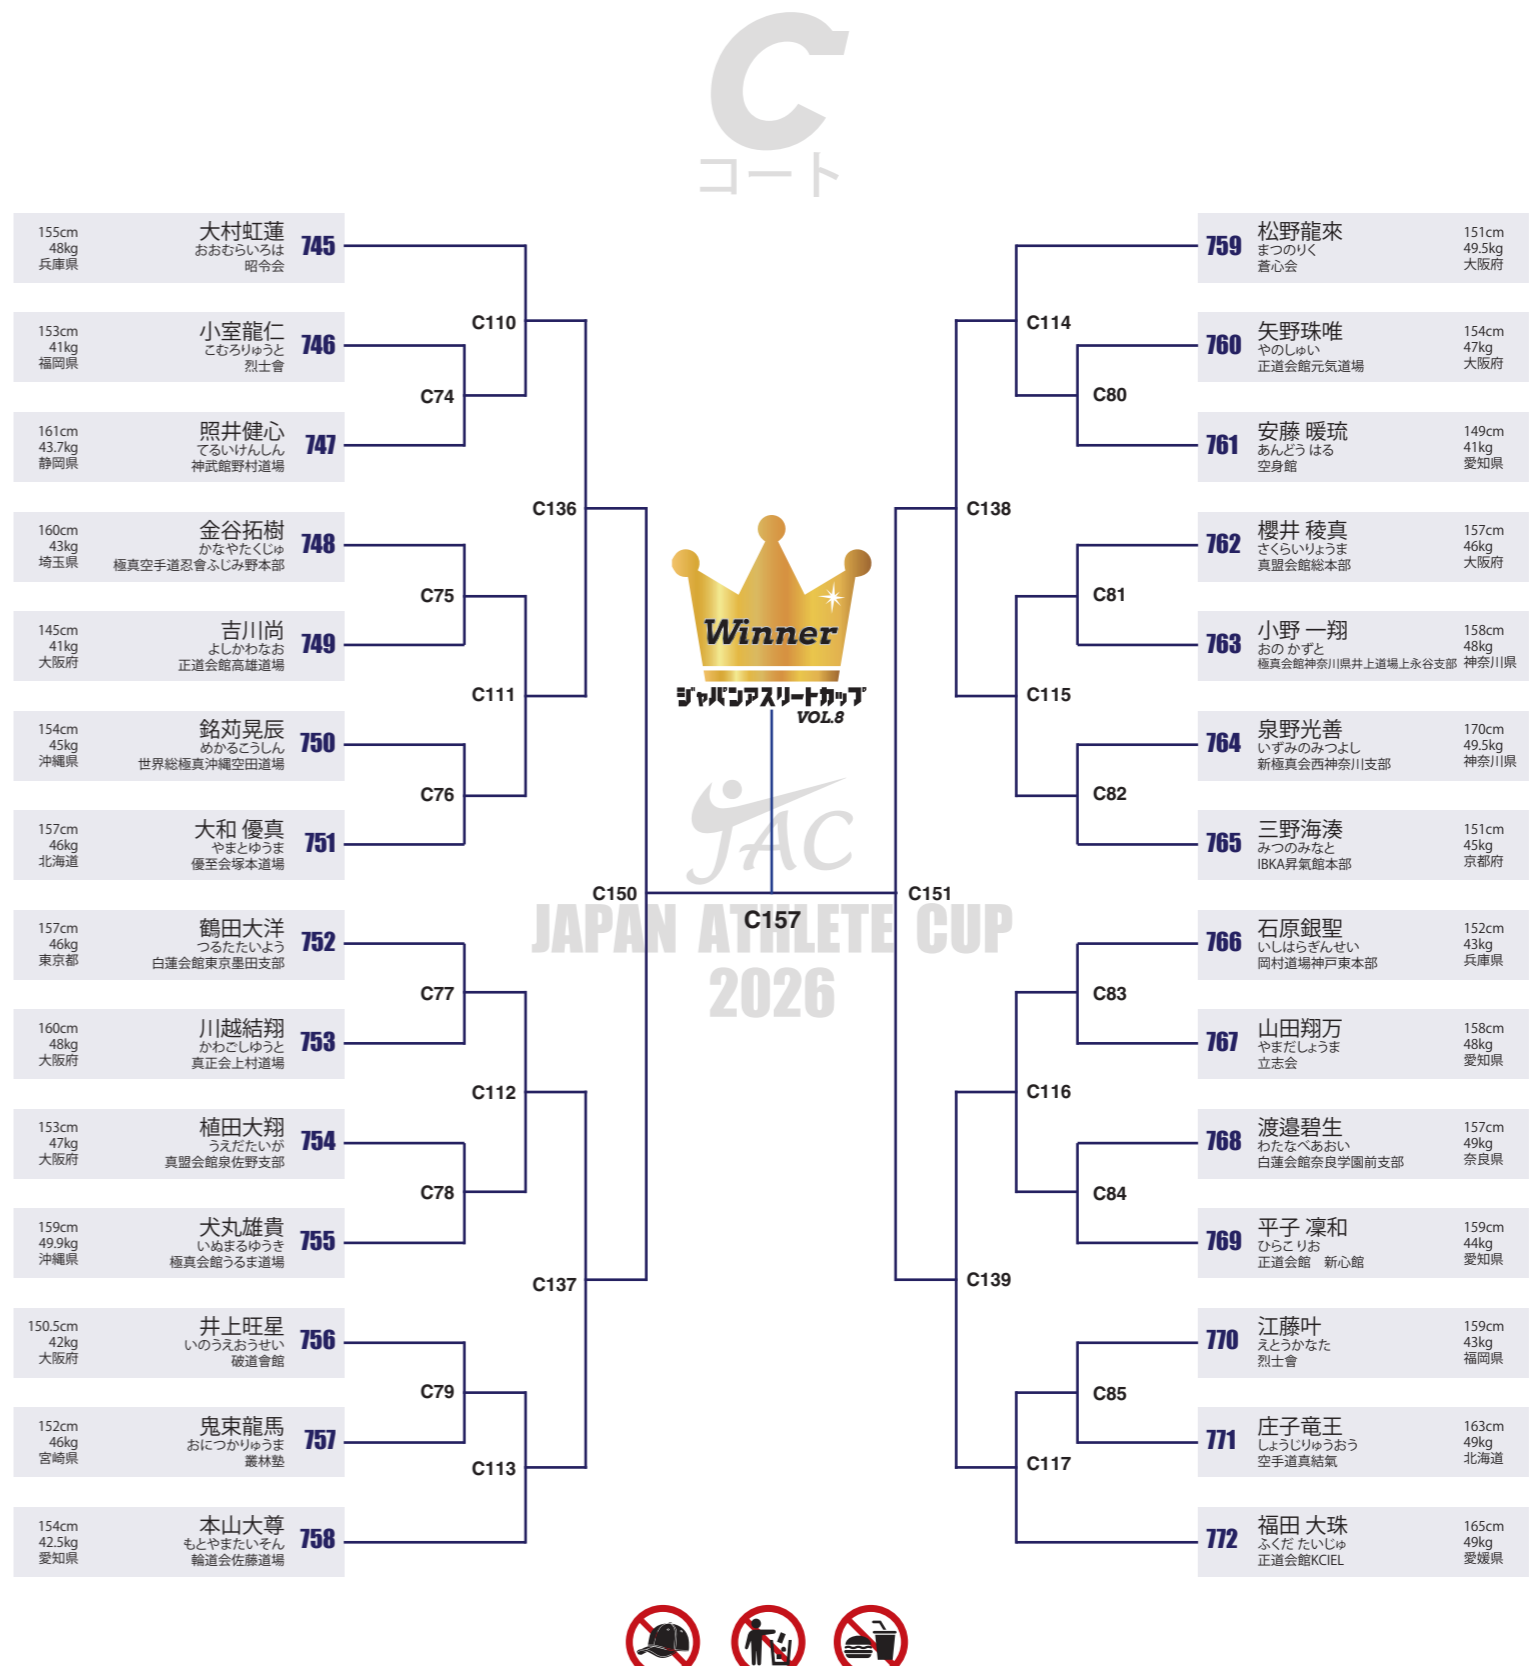 C
コート
155cm
48kg
兵庫県
大村虹蓮
おおむらいろは
昭令会
745
153cm
41kg
福岡県
小室龍仁
こむろりゅうと
烈士會
746
161cm
43.7kg
静岡県
照井健心
てるいけんしん
神武館野村道場
747
160cm
43kg
埼玉県
金谷拓樹
かなやたくじゅ
極真空手道忍會ふじみ野本部
748
145cm
41kg
大阪府
吉川尚
よしかわなお
正道会館高雄道場
749
154cm
45kg
沖縄県
銘苅晃辰
めかるこうしん
世界総極真沖縄空田道場
750
157cm
46kg
北海道
大和 優真
やまとゆうま
優至会塚本道場
751
157cm
46kg
東京都
鶴田大洋
つるたたいよう
白蓮会館東京墨田支部
752
160cm
48kg
大阪府
川越結翔
かわごしゆうと
真正会上村道場
753
153cm
47kg
大阪府
植田大翔
うえだたいが
真盟会館泉佐野支部
754
159cm
49.9kg
沖縄県
犬丸雄貴
いぬまるゆうき
極真会館うるま道場
755
150.5cm
42kg
大阪府
井上旺星
いのうえおうせい
破道會館
756
152cm
46kg
宮崎県
鬼束龍馬
おにつかりゅうま
叢林塾
757
154cm
42.5kg
愛知県
本山大尊
もとやまたいそん
輪道会佐藤道場
758
C74
C75
C76
C77
C78
C79
C110
C111
C112
C113
C136
C137
C150
Winner
ジャパンアスリートカップ
VOL.8
JAC
C157
JAPAN ATHLETE CUP
2026
C151
C138
C139
C114
C115
C116
C117
C80
C81
C82
C83
C84
C85
759
松野龍來
まつのりく
蒼心会
151cm
49.5kg
大阪府
760
矢野珠唯
やのしゅい
正道会館元気道場
154cm
47kg
大阪府
761
安藤 暖琉
あんどう はる
空身館
149cm
41kg
愛知県
762
櫻井 稜真
さくらいりょうま
真盟会館総本部
157cm
46kg
大阪府
763
小野 一翔
おの かずと
極真会館神奈川県井上道場上永谷支部
158cm
48kg
神奈川県
764
泉野光善
いずみのみつよし
新極真会西神奈川支部
170cm
49.5kg
神奈川県
765
三野海湊
みつのみなと
IBKA昇氣館本部
151cm
45kg
京都府
766
石原銀聖
いしはらぎんせい
岡村道場神戸東本部
152cm
43kg
兵庫県
767
山田翔万
やまだしょうま
立志会
158cm
48kg
愛知県
768
渡邉碧生
わたなべあおい
白蓮会館奈良学園前支部
157cm
49kg
奈良県
769
平子 凜和
ひらこ りお
正道会館　新心館
159cm
44kg
愛知県
770
江藤叶
えとうかなた
烈士會
159cm
43kg
福岡県
771
庄子竜王
しょうじりゅうおう
空手道真結氣
163cm
49kg
北海道
772
福田 大珠
ふくだ たいじゅ
正道会館KCIEL
165cm
49kg
愛媛県